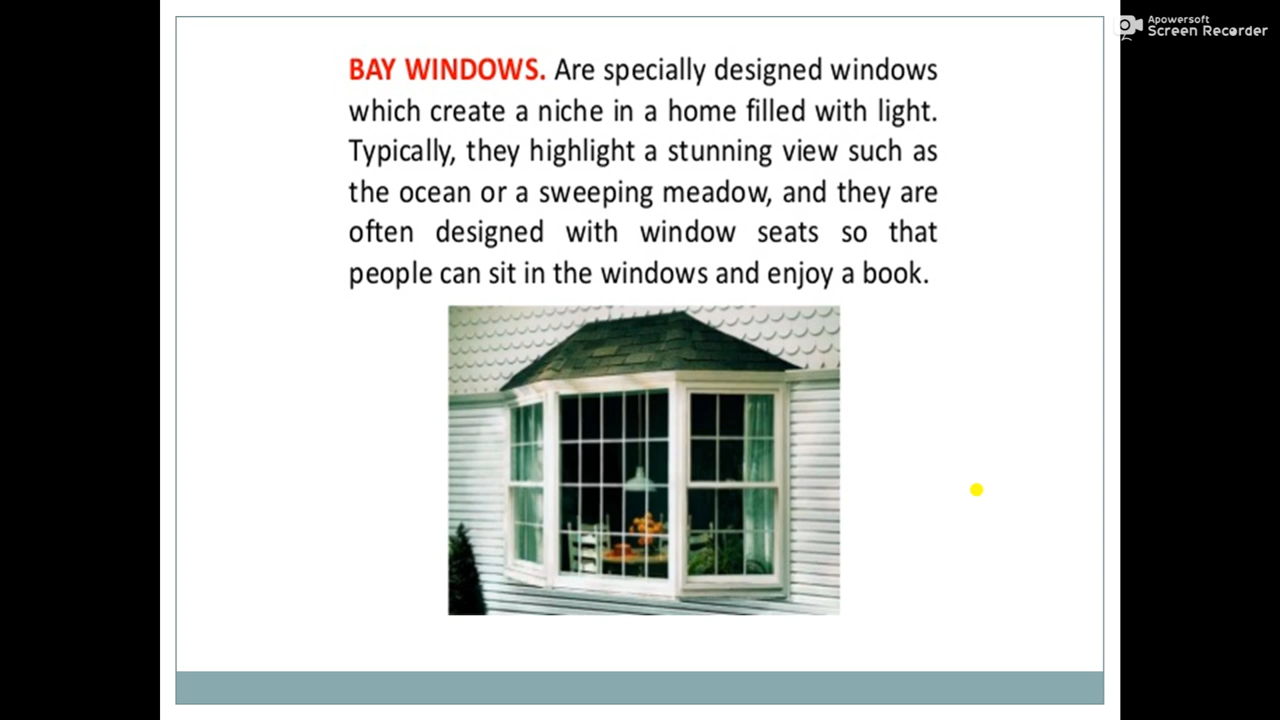 Apowersoft
Screen Recorder
BAY WINDOWS. Are specially designed windows
which create a niche in a home filled with light.
Typically, they highlight a stunning view such as
the ocean or a sweeping meadow, and they are
often designed with window seats so that
people can sit in the windows and enjoy a book.